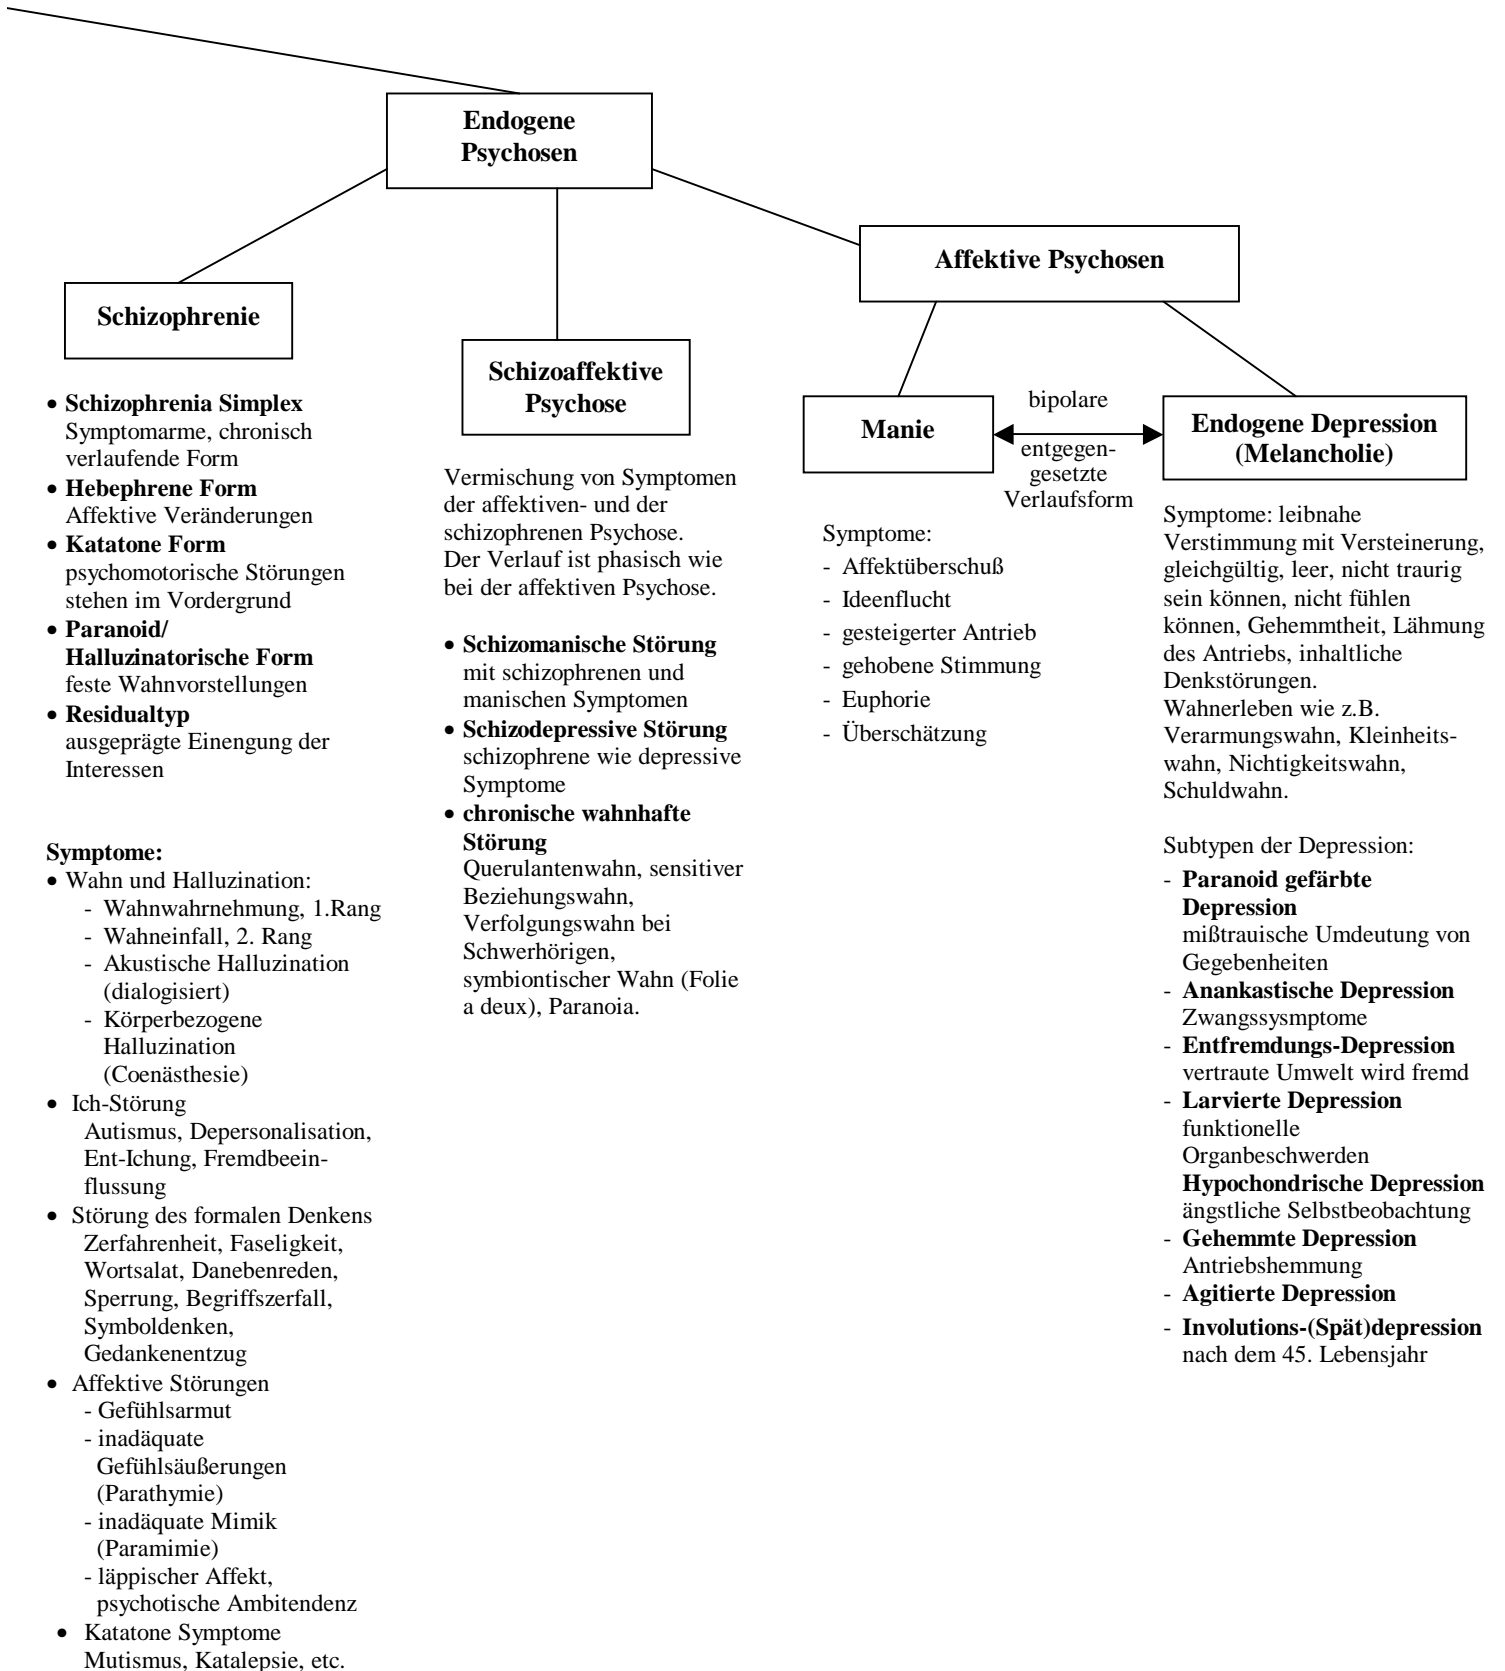 Endogene
Psychosen
Affektive Psychosen
Schizophrenie
Schizoaffektive
Psychose
Manie
bipolare
entgegen-
gesetzte
Verlaufsform
Endogene Depression
(Melancholie)
• Schizophrenia Simplex
Symptomarme, chronisch
verlaufende Form
• Hebephrene Form
Affektive Veränderungen
• Katatone Form
psychomotorische Störungen
stehen im Vordergrund
• Paranoid/
Halluzinatorische Form
feste Wahnvorstellungen
• Residualtyp
ausgeprägte Einengung der
Interessen
Symptome:
• Wahn und Halluzination:
- Wahnwahrnehmung, 1.Rang
- Wahneinfall, 2. Rang
- Akustische Halluzination
(dialogisiert)
- Körperbezogene
Halluzination
(Coenästhesie)
• Ich-Störung
Autismus, Depersonalisation,
Ent-Ichung, Fremdbeein-
flussung
• Störung des formalen Denkens
Zerfahrenheit, Faseligkeit,
Wortsalat, Danebenreden,
Sperrung, Begriffszerfall,
Symboldenken,
Gedankenentzug
• Affektive Störungen
- Gefühlsarmut
- inadäquate
Gefühlsäußerungen
(Parathymie)
- inadäquate Mimik
(Paramimie)
- läppischer Affekt,
psychotische Ambitendenz
• Katatone Symptome
Mutismus, Katalepsie, etc.
Vermischung von Symptomen
der affektiven- und der
schizophrenen Psychose.
Der Verlauf ist phasisch wie
bei der affektiven Psychose.
• Schizomanische Störung
mit schizophrenen und
manischen Symptomen
• Schizodepressive Störung
schizophrene wie depressive
Symptome
• chronische wahnhafte
Störung
Querulantenwahn, sensitiver
Beziehungswahn,
Verfolgungswahn bei
Schwerhörigen,
symbiontischer Wahn (Folie
a deux), Paranoia.
Symptome:
- Affektüberschuß
- Ideenflucht
- gesteigerter Antrieb
- gehobene Stimmung
- Euphorie
- Überschätzung
Symptome: leibnahe
Verstimmung mit Versteinerung,
gleichgültig, leer, nicht traurig
sein können, nicht fühlen
können, Gehemmtheit, Lähmung
des Antriebs, inhaltliche
Denkstörungen.
Wahnerleben wie z.B.
Verarmungswahn, Kleinheits-
wahn, Nichtigkeitswahn,
Schuldwahn.
Subtypen der Depression:
- Paranoid gefärbte
Depression
mißtrauische Umdeutung von
Gegebenheiten
- Anankastische Depression
Zwangssysmptome
- Entfremdungs-Depression
vertraute Umwelt wird fremd
- Larvierte Depression
funktionelle
Organbeschwerden
Hypochondrische Depression
ängstliche Selbstbeobachtung
- Gehemmte Depression
Antriebshemmung
- Agitierte Depression
- Involutions-(Spät)depression
nach dem 45. Lebensjahr